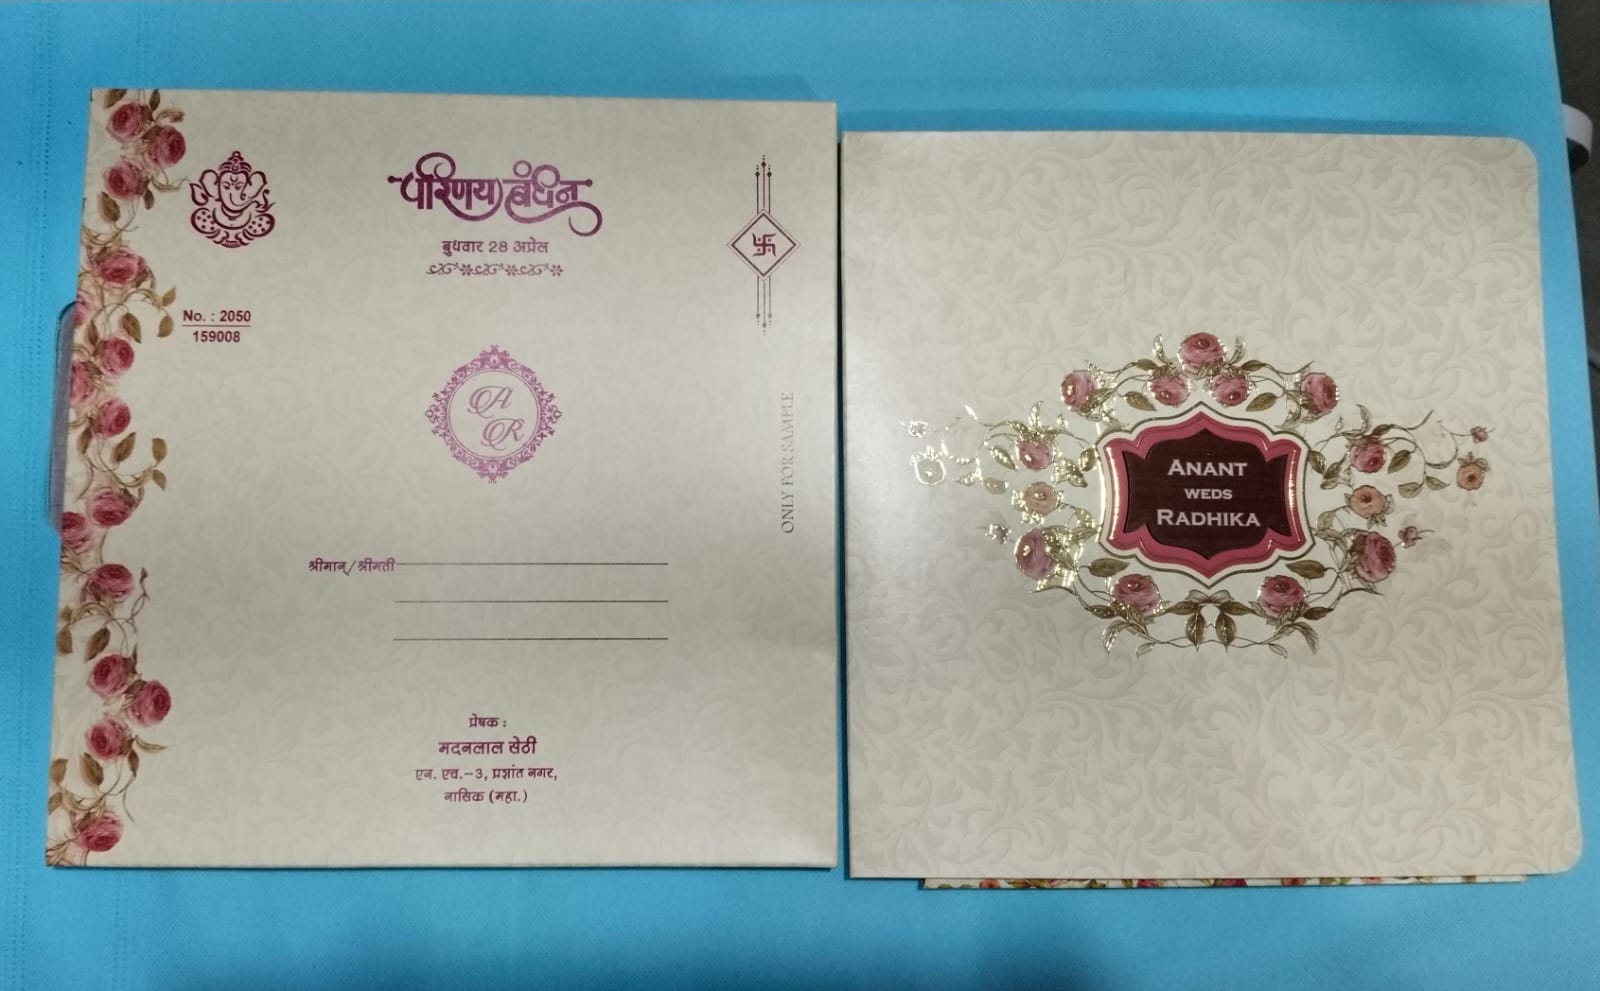 परिणय बंधन
बुधवार 28 अप्रेल
No. : 2050
159008
A
R
ONLY FOR SAMPLE
श्रीमान्/श्रीमती
प्रेषक :
मदनलाल सेठी
एन. एच.-3, प्रशांत नगर,
नासिक (महा.)
ANANT
WEDS
RADHIKA